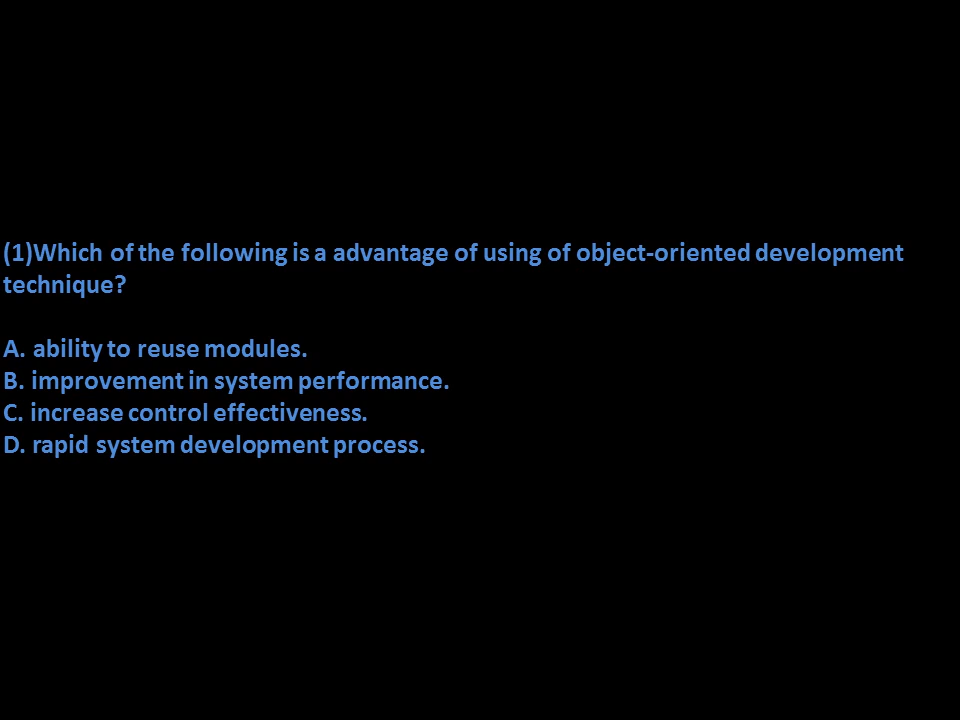 (1)Which of the following is a advantage of using of object-oriented development
technique?
A. ability to reuse modules.
B. improvement in system performance.
C. increase control effectiveness.
D. rapid system development process.